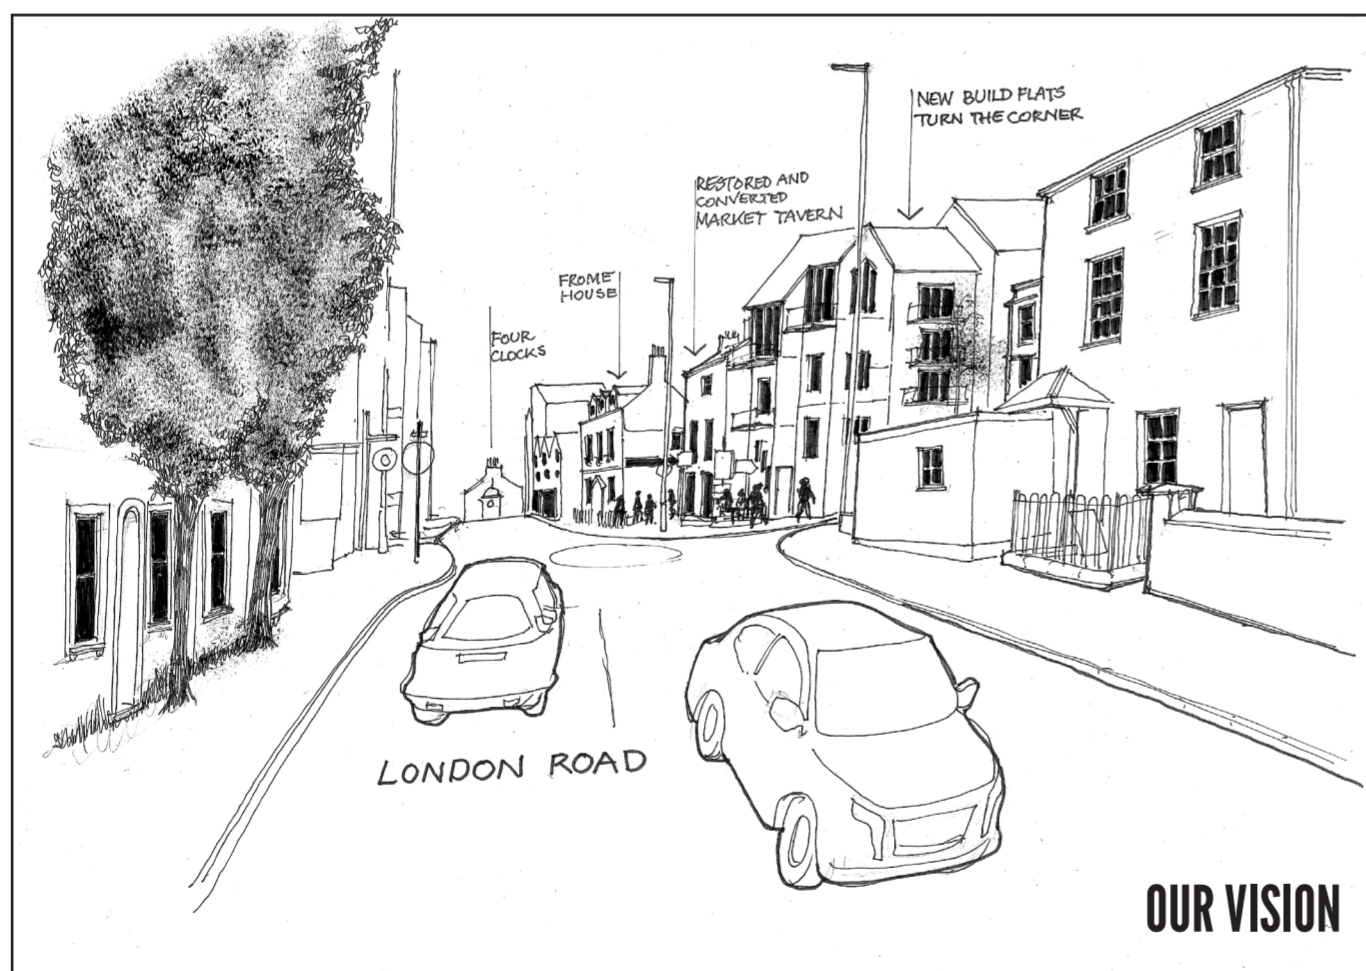 NEW BUILD FLATS
TURN THE CORNER
RESTORED AND
CONVERTED
MARKET TAVERN
FROME
HOUSE
FOUR
CLOCKS
LONDON ROAD
OUR VISION